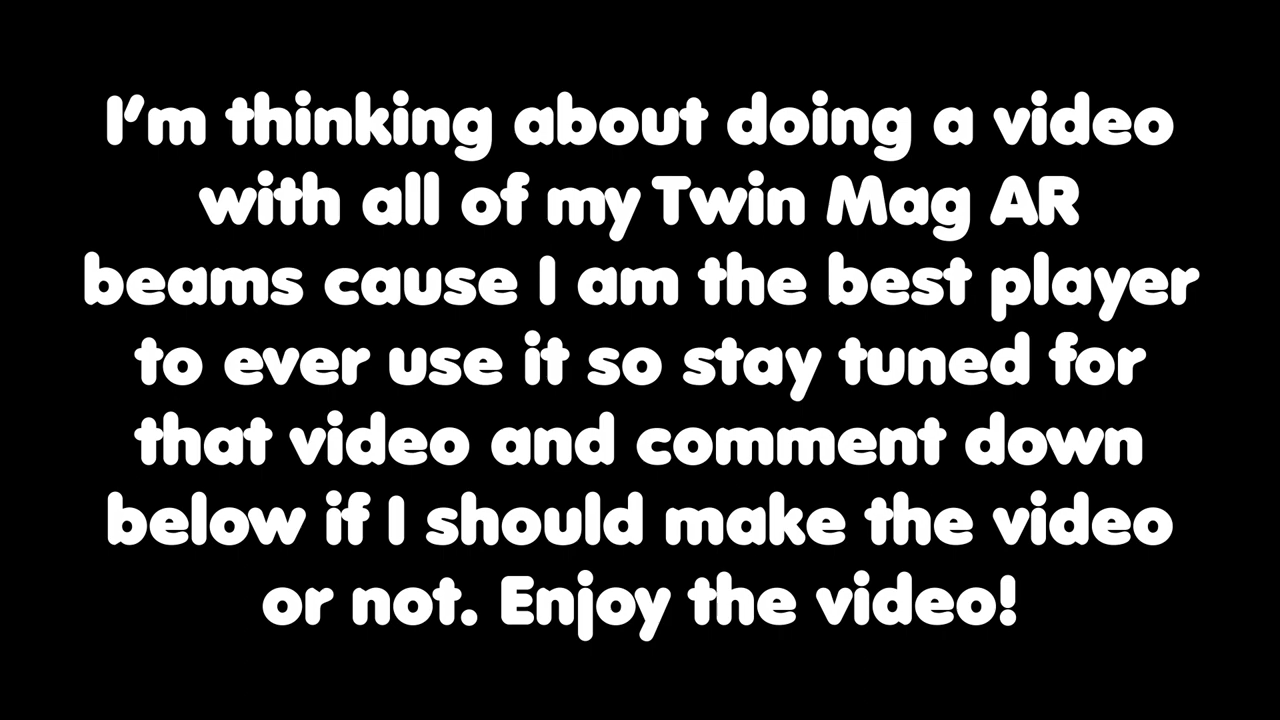 I'm thinking about doing a video
with all of my Twin Mag AR
beams cause I am the best player
to ever use it so stay tuned for
that video and comment down
below if I should make the video
or not. Enjoy the video!